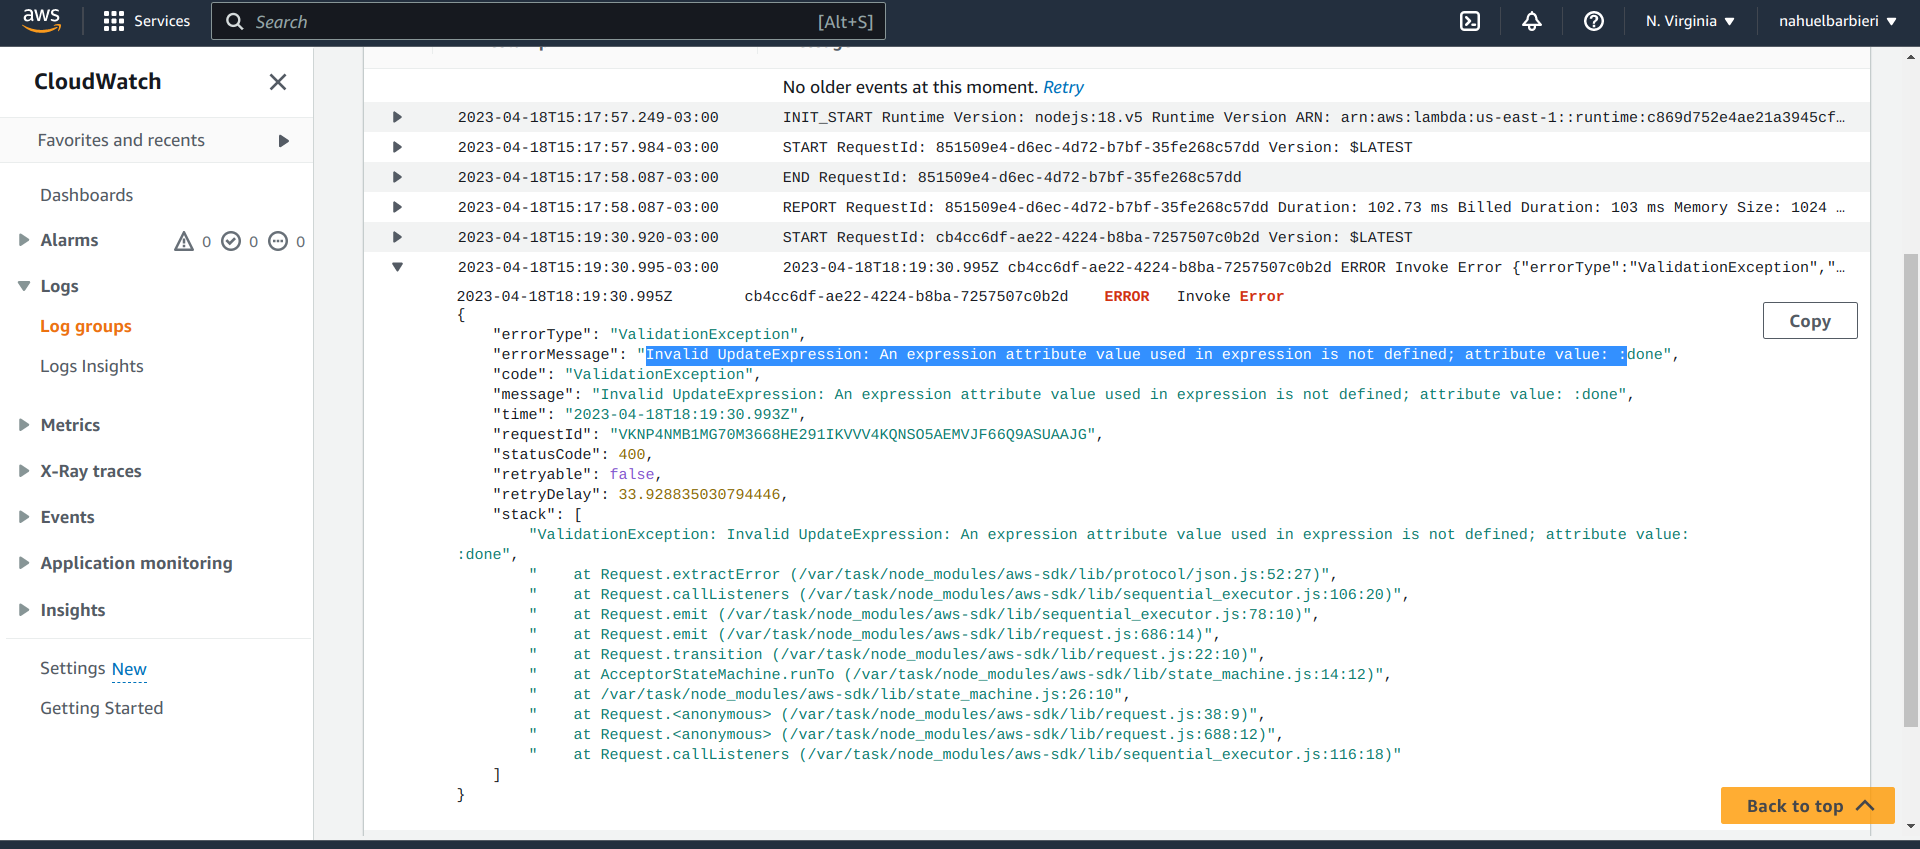 aws
Services
Search
[Alt+S]
N. Virginia
nahuelbarbieri
CloudWatch
Favorites and recents
Dashboards
Alarms 0 0 0
Logs
Log groups
Logs Insights
Metrics
X-Ray traces
Events
Application monitoring
Insights
Settings New
Getting Started
No older events at this moment. Retry
2023-04-18T15:17:57.249-03:00 INIT_START Runtime Version: nodejs:18.v5 Runtime Version ARN: arn:aws:lambda:us-east-1::runtime:c869d752e4ae21a3945cf…
2023-04-18T15:17:57.984-03:00 START RequestId: 851509e4-d6ec-4d72-b7bf-35fe268c57dd Version: $LATEST
2023-04-18T15:17:58.087-03:00 END RequestId: 851509e4-d6ec-4d72-b7bf-35fe268c57dd
2023-04-18T15:17:58.087-03:00 REPORT RequestId: 851509e4-d6ec-4d72-b7bf-35fe268c57dd Duration: 102.73 ms Billed Duration: 103 ms Memory Size: 1024 …
2023-04-18T15:19:30.920-03:00 START RequestId: cb4cc6df-ae22-4224-b8ba-7257507c0b2d Version: $LATEST
2023-04-18T15:19:30.995-03:00 2023-04-18T18:19:30.995Z cb4cc6df-ae22-4224-b8ba-7257507c0b2d ERROR Invoke Error {"errorType":"ValidationException","…
2023-04-18T18:19:30.995Z cb4cc6df-ae22-4224-b8ba-7257507c0b2d ERROR Invoke Error
Copy
{
"errorType": "ValidationException",
"errorMessage": "Invalid UpdateExpression: An expression attribute value used in expression is not defined; attribute value: :done",
"code": "ValidationException",
"message": "Invalid UpdateExpression: An expression attribute value used in expression is not defined; attribute value: :done",
"time": "2023-04-18T18:19:30.993Z",
"requestId": "VKNP4NMB1MG70M3668HE291IKVVV4KQNSO5AEMVJF66Q9ASUAAJG",
"statusCode": 400,
"retryable": false,
"retryDelay": 33.928835030794446,
"stack": [
"ValidationException: Invalid UpdateExpression: An expression attribute value used in expression is not defined; attribute value:
:done",
" at Request.extractError (/var/task/node_modules/aws-sdk/lib/protocol/json.js:52:27)",
" at Request.callListeners (/var/task/node_modules/aws-sdk/lib/sequential_executor.js:106:20)",
" at Request.emit (/var/task/node_modules/aws-sdk/lib/sequential_executor.js:78:10)",
" at Request.emit (/var/task/node_modules/aws-sdk/lib/request.js:686:14)",
" at Request.transition (/var/task/node_modules/aws-sdk/lib/request.js:22:10)",
" at AcceptorStateMachine.runTo (/var/task/node_modules/aws-sdk/lib/state_machine.js:14:12)",
" at /var/task/node_modules/aws-sdk/lib/state_machine.js:26:10",
" at Request.<anonymous> (/var/task/node_modules/aws-sdk/lib/request.js:38:9)",
" at Request.<anonymous> (/var/task/node_modules/aws-sdk/lib/request.js:688:12)",
" at Request.callListeners (/var/task/node_modules/aws-sdk/lib/sequential_executor.js:116:18)"
]
}
Back to top